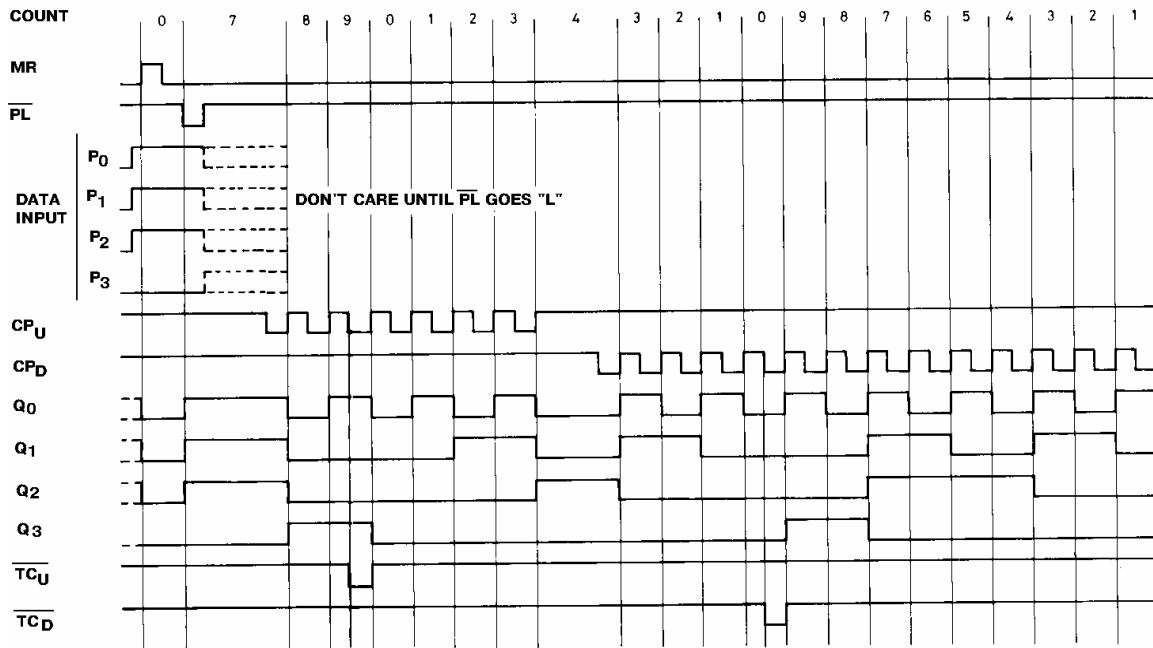 COUNT 0 7 8 9 0 1 2 3 4 3 2 1 0 9 8 7 6 5 4 3 2 1
MR
PL
P0
P1
DATA INPUT
DON'T CARE UNTIL PL GOES "L"
P2
P3
CPU
CPD
Q0
Q1
Q2
Q3
TCU
TCD